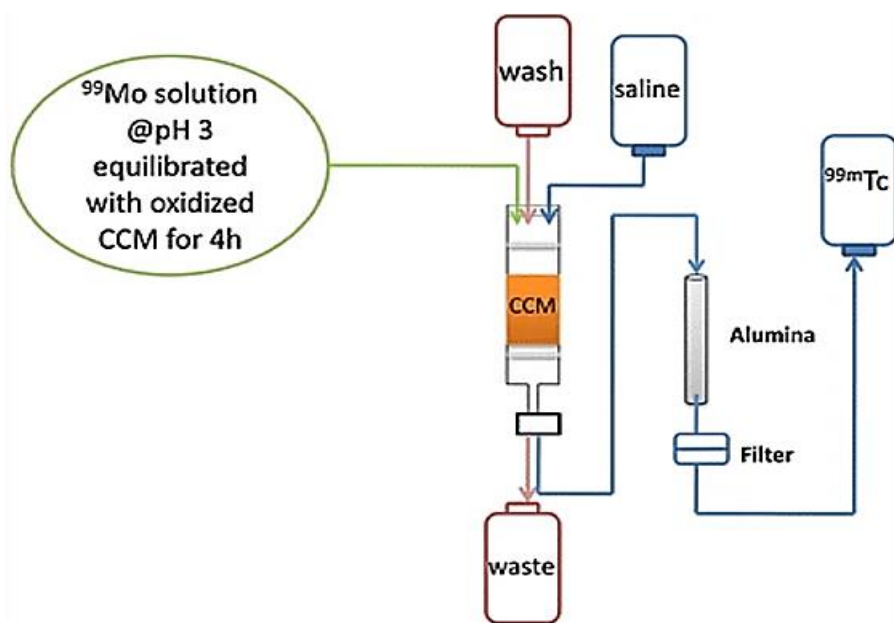 ⁹⁹Mo solution
@pH 3
equilibrated
with oxidized
CCM for 4h
wash
saline
⁹⁹ᵐTc
CCM
Alumina
Filter
waste